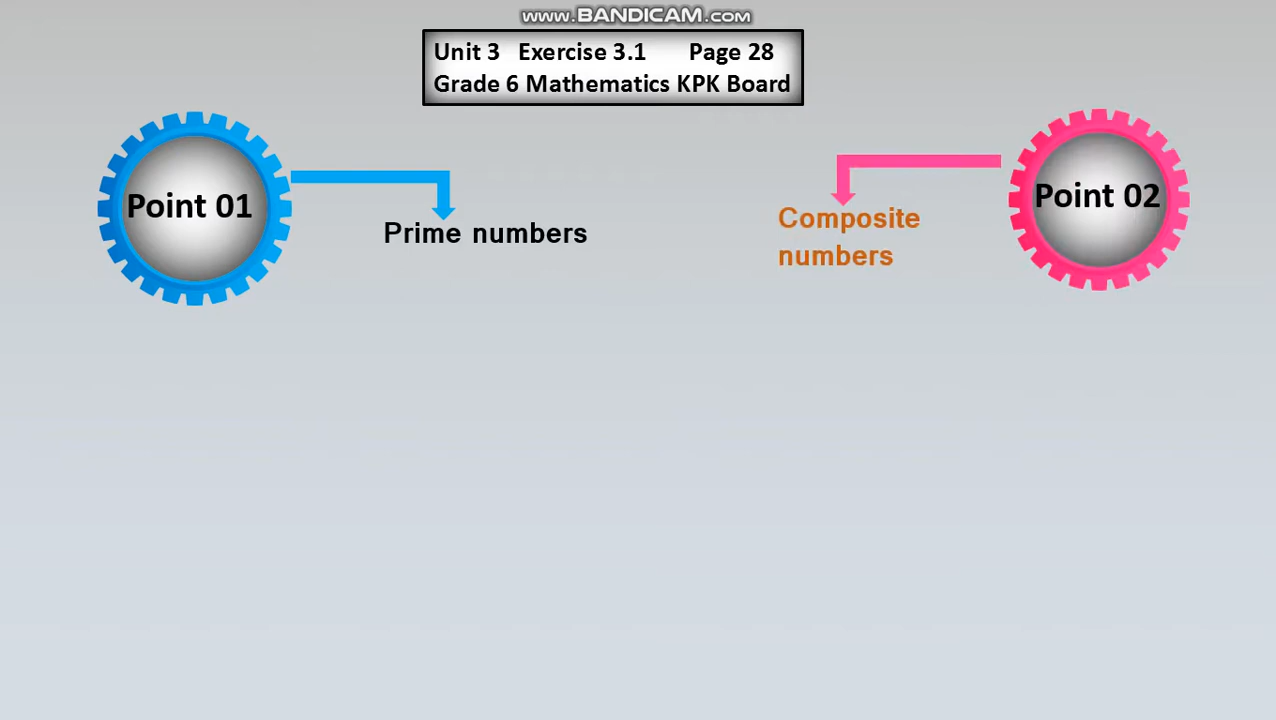 www.BANDICAM.com
Unit 3 Exercise 3.1 Page 28
Grade 6 Mathematics KPK Board
Point 01
Prime numbers
Composite
numbers
Point 02